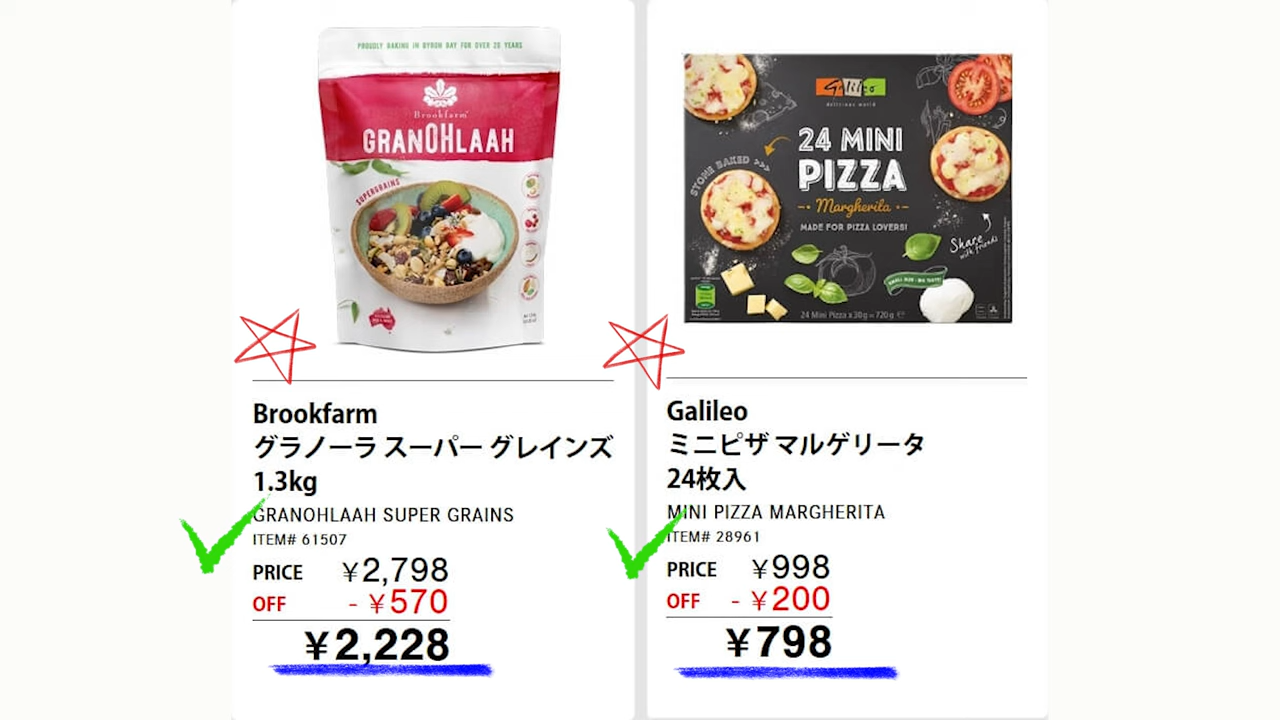 PROUDLY BAKING IN BYRON BAY FOR OVER 20 YEARS
Brookfarm
GRANOHLAAH
SUPERGRAINS
Brookfarm
グラノーラ スーパー グレインズ
1.3kg
GRANOHLAAH SUPER GRAINS
ITEM# 61507
PRICE ¥2,798
OFF - ¥570
¥2,228
Galileo
delicious world
24 MINI
PIZZA
Margherita
MADE FOR PIZZA LOVERS!
STONE BAKED >>>
Share
with friends
24 Mini Pizza x 30g = 720g e
Galileo
ミニピザ マルゲリータ
24枚入
MINI PIZZA MARGHERITA
ITEM# 28961
PRICE ¥998
OFF - ¥200
¥798